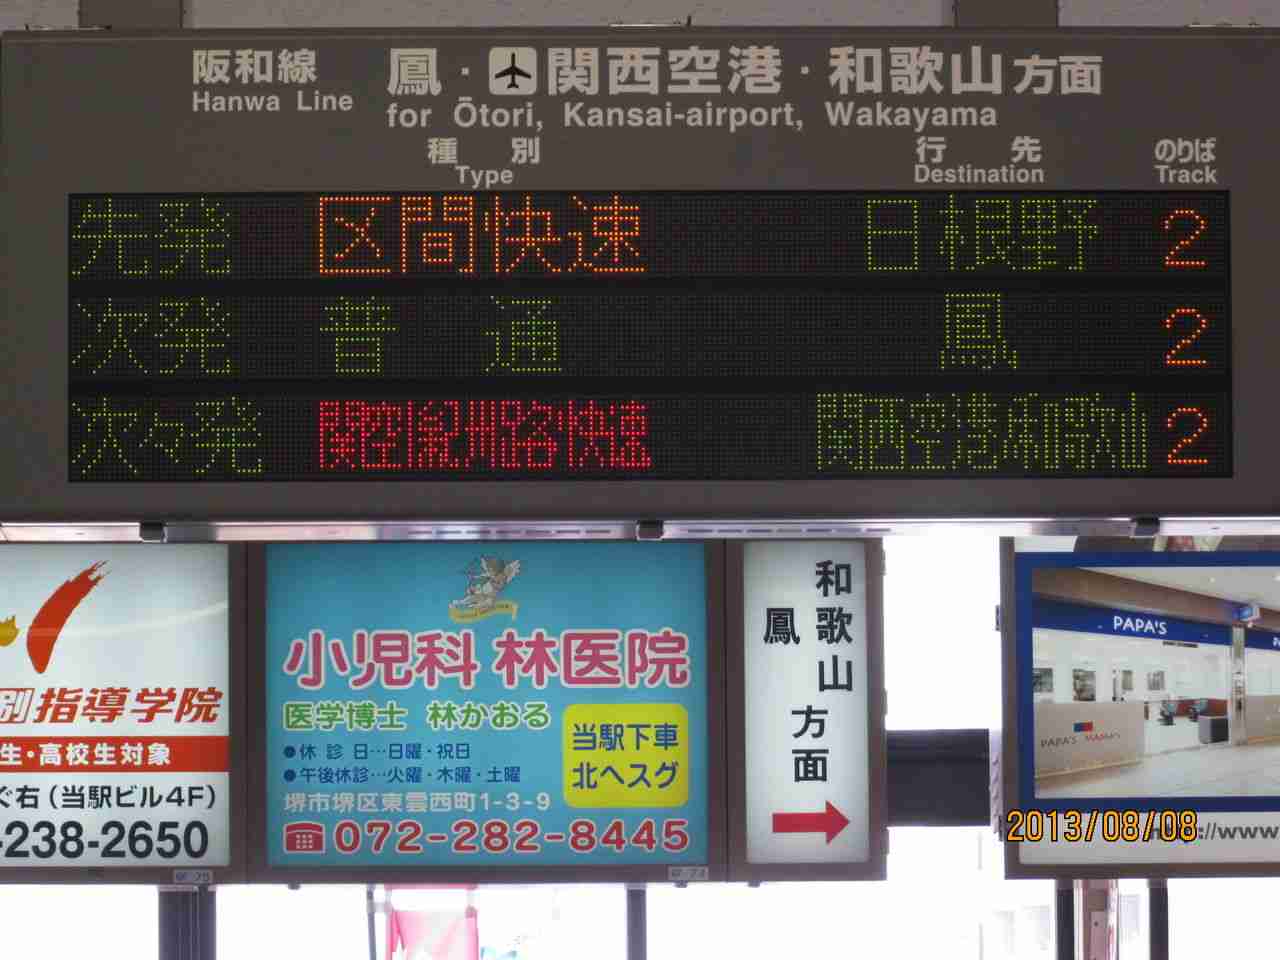 阪和線 鳳・関西空港・和歌山方面
Hanwa Line for Ōtori, Kansai-airport, Wakayama
種別 行先 のりば
Type Destination Track
先発 区間快速 日根野 2
次発 普通 鳳 2
次々発 関空紀州路快速 関西空港和歌山 2
別指導学院
生・高校生対象
ぐ右(当駅ビル4F)
-238-2650
小児科 林医院
医学博士 林かおる
●休診日…日曜・祝日
●午後休診…火曜・木曜・土曜
当駅下車
北へスグ
堺市堺区東雲西町1-3-9
072-282-8445
和歌山方面
鳳
PAPA'S
PAPA'S MAMA'S
2013/08/08
://www.